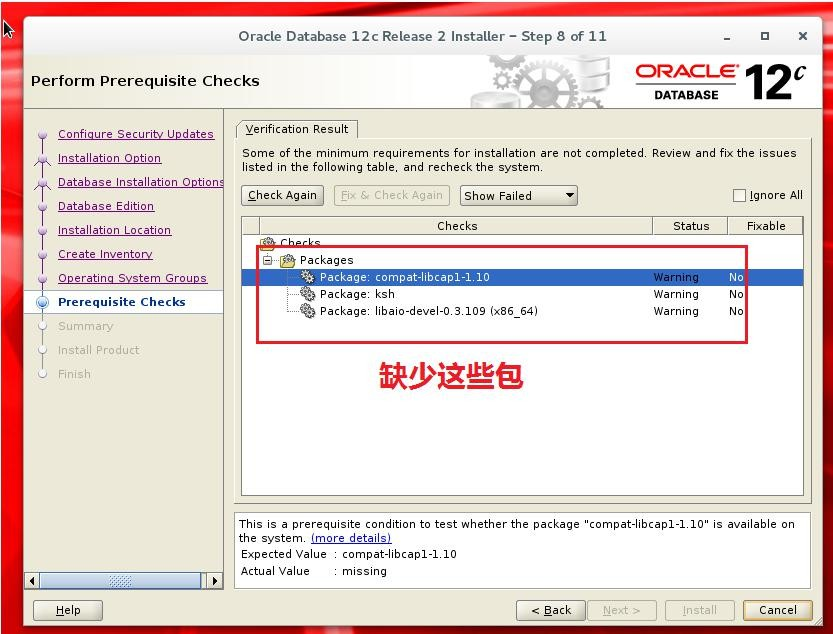 Oracle Database 12c Release 2 Installer – Step 8 of 11
Perform Prerequisite Checks
ORACLE®
DATABASE
12c
Configure Security Updates
Installation Option
Database Installation Options
Database Edition
Installation Location
Create Inventory
Operating System Groups
Prerequisite Checks
Summary
Install Product
Finish
Verification Result
Some of the minimum requirements for installation are not completed. Review and fix the issues
listed in the following table, and recheck the system.
Check Again
Fix & Check Again
Show Failed
Ignore All
Checks Status Fixable
Checks
Packages
Package: compat-libcap1-1.10 Warning No
Package: ksh Warning No
Package: libaio-devel-0.3.109 (x86_64) Warning No
缺少这些包
This is a prerequisite condition to test whether the package "compat-libcap1-1.10" is available on
the system. (more details)
Expected Value : compat-libcap1-1.10
Actual Value : missing
Help
< Back
Next >
Install
Cancel